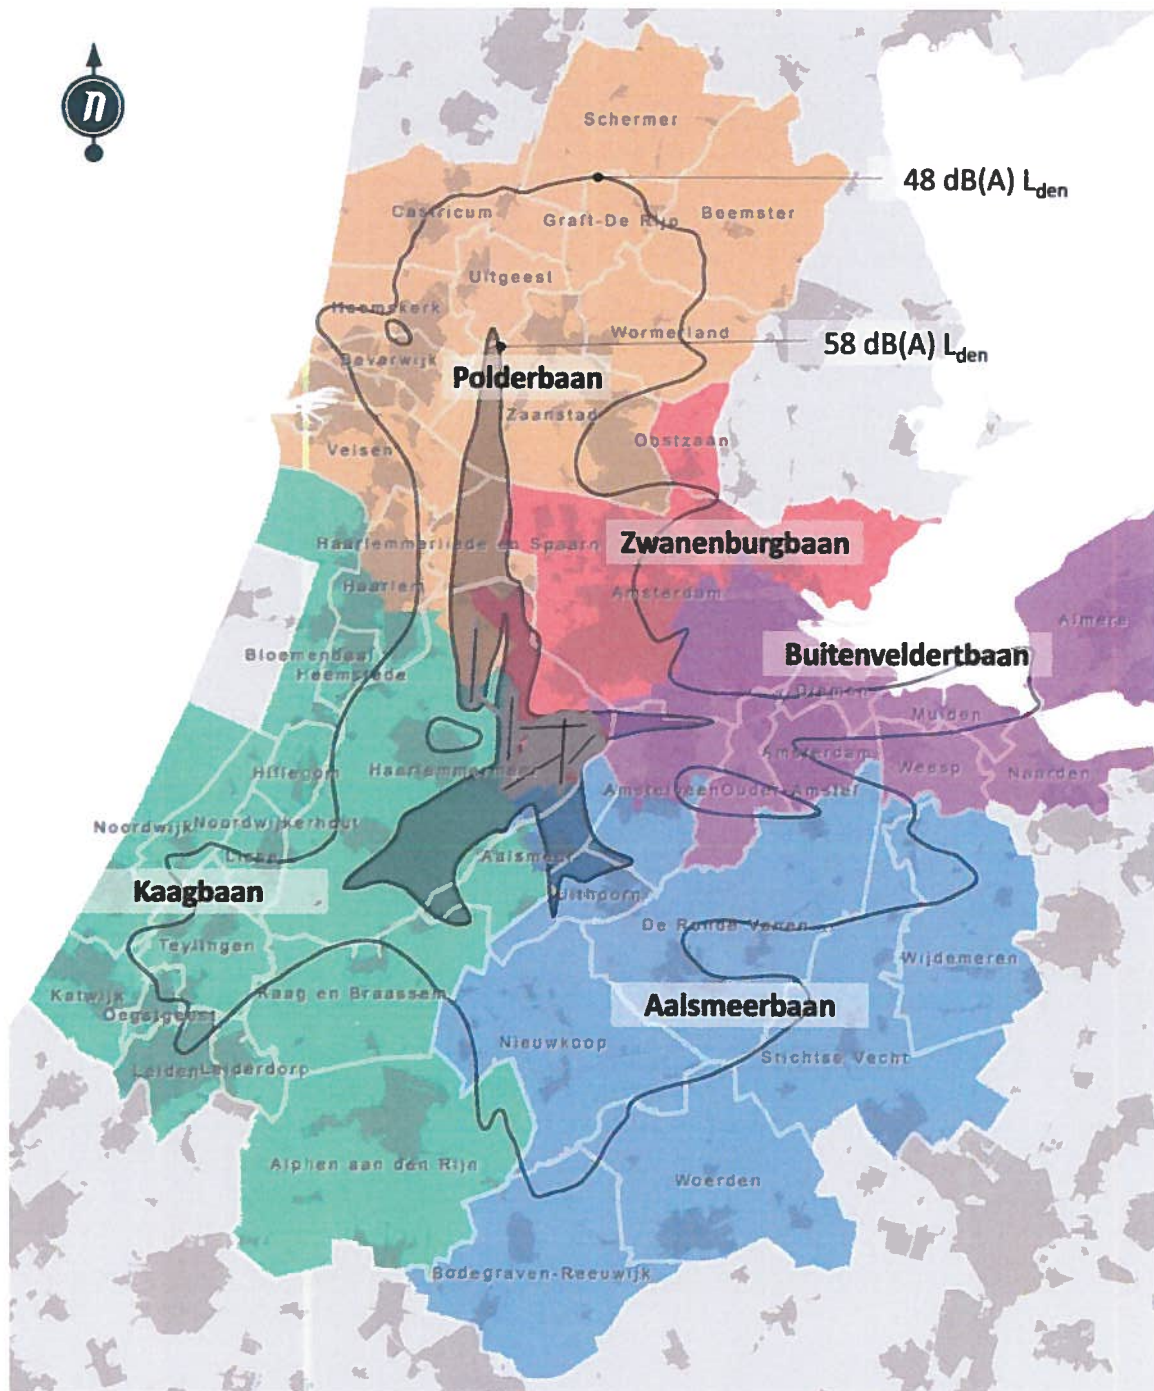 n
Schermer
48 dB(A) Lden
Castricum
Graft-De Rijp
Beemster
Uitgeest
Heemskerk
Wormerland
58 dB(A) Lden
Beverwijk
Polderbaan
Zaanstad
Oostzaan
Velsen
Haarlemmerliede en Spaarn
Zwanenburgbaan
Haarlem
Amsterdam
Almere
Bloemendaal
Buitenveldertbaan
Heemstede
Diemen
Muiden
Amsterdam
Hillegom
Haarlemmermeer
Weesp
Naarden
Amstelveen
Ouder-Amstel
Noordwijk
Noordwijkerhout
Lisse
Aalsmeer
Kaagbaan
Uithoorn
De Ronde Venen
Teylingen
Wijdemeren
Katwijk
Kaag en Braassem
Oegstgeest
Aalsmeerbaan
Nieuwkoop
Stichtse Vecht
Leiden
Leiderdorp
Alphen aan den Rijn
Woerden
Bodegraven-Reeuwijk